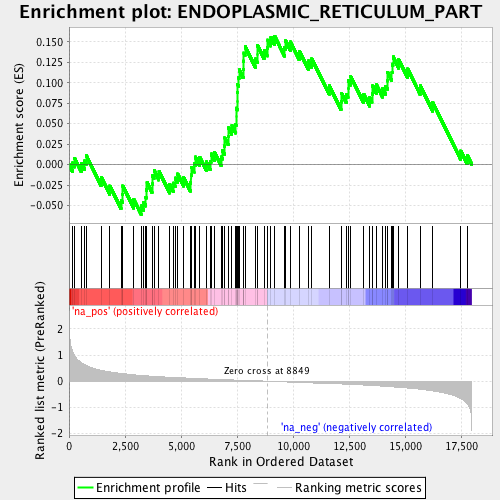 Enrichment plot: ENDOPLASMIC_RETICULUM_PART
Enrichment score (ES)
0.150
0.125
0.100
0.075
0.050
0.025
0.000
-0.025
-0.050
'na_pos' (positively correlated)
Ranked list metric (PreRanked)
2
1
0
-1
-2
Zero cross at 8849
'na_neg' (negatively correlated)
0 2,500 5,000 7,500 10,000 12,500 15,000 17,500
Rank in Ordered Dataset
Enrichment profile Hits Ranking metric scores